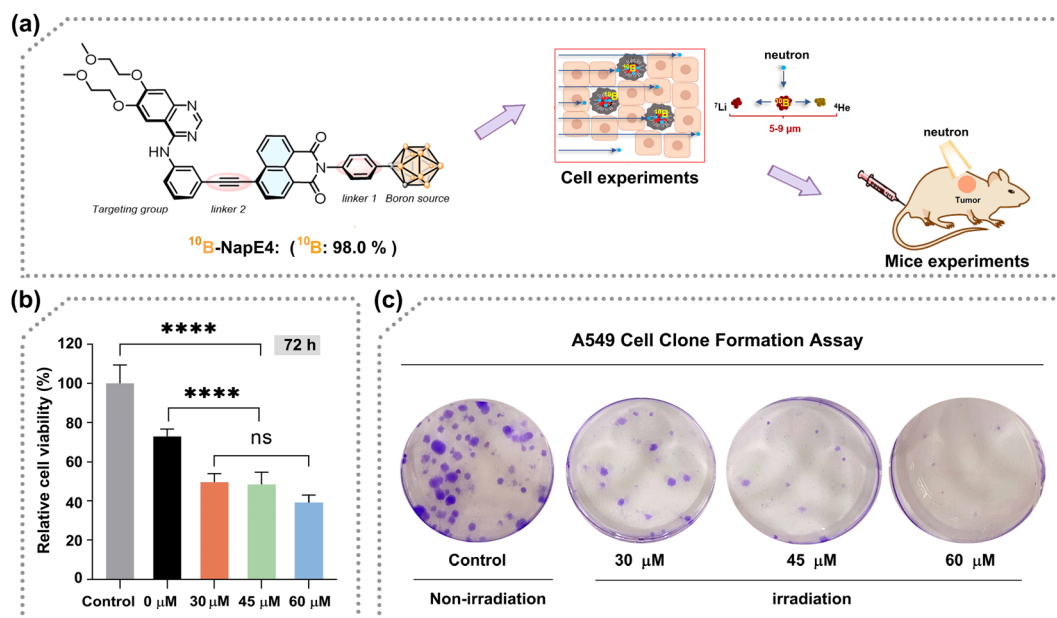 (a)
O
O
O
O
N
N
HN
O
N
O
Targeting group
linker 2
linker 1
Boron source
¹⁰B-NapE4: (¹⁰B: 98.0 %)
¹⁰B
¹⁰B
¹⁰B
Cell experiments
neutron
⁷Li
¹⁰B
⁴He
5-9 μm
neutron
Tumor
Mice experiments
(b)
Relative cell viability (%)
120
100
80
60
40
20
0
****
72 h
****
ns
Control 0 μM 30 μM 45 μM 60 μM
(c)
A549 Cell Clone Formation Assay
Control 30 μM 45 μM 60 μM
Non-irradiation irradiation